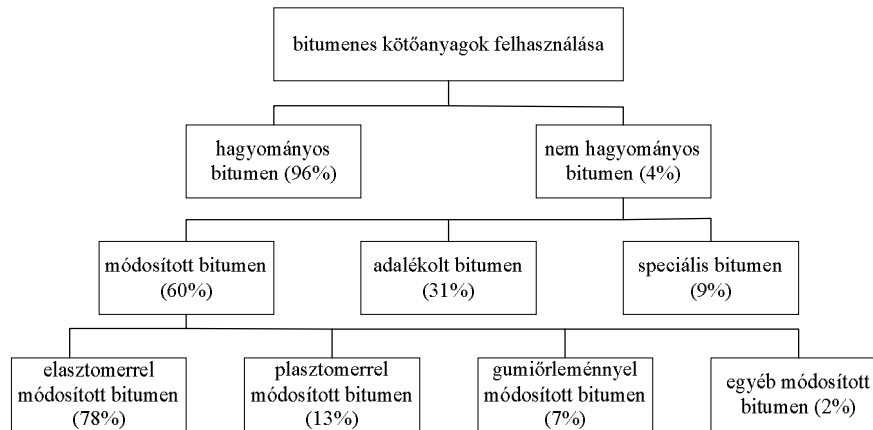 bitumenes kötőanyagok felhasználása
hagyományos
bitumen (96%)
nem hagyományos
bitumen (4%)
módosított bitumen
(60%)
adalékolt bitumen
(31%)
speciális bitumen
(9%)
elasztomerrel
módosított bitumen
(78%)
plasztomerrel
módosított bitumen
(13%)
gumiőrleménnyel
módosított bitumen
(7%)
egyéb módosított
bitumen (2%)